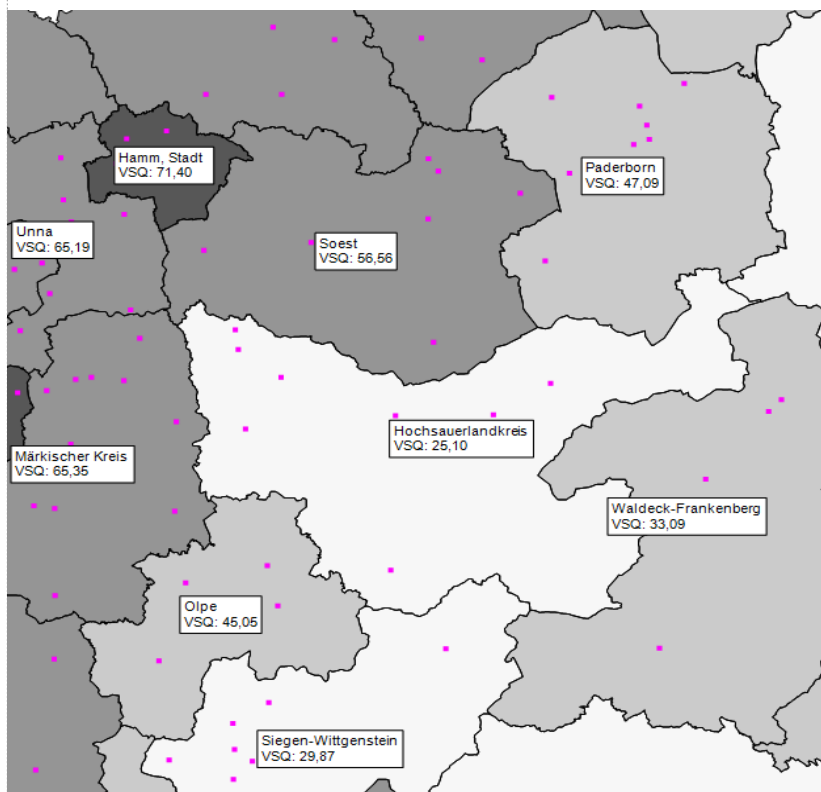 Hamm, Stadt
VSQ: 71,40
Paderborn
VSQ: 47,09
Unna
VSQ: 65,19
Soest
VSQ: 56,56
Hochsauerlandkreis
VSQ: 25,10
Märkischer Kreis
VSQ: 65,35
Waldeck-Frankenberg
VSQ: 33,09
Olpe
VSQ: 45,05
Siegen-Wittgenstein
VSQ: 29,87